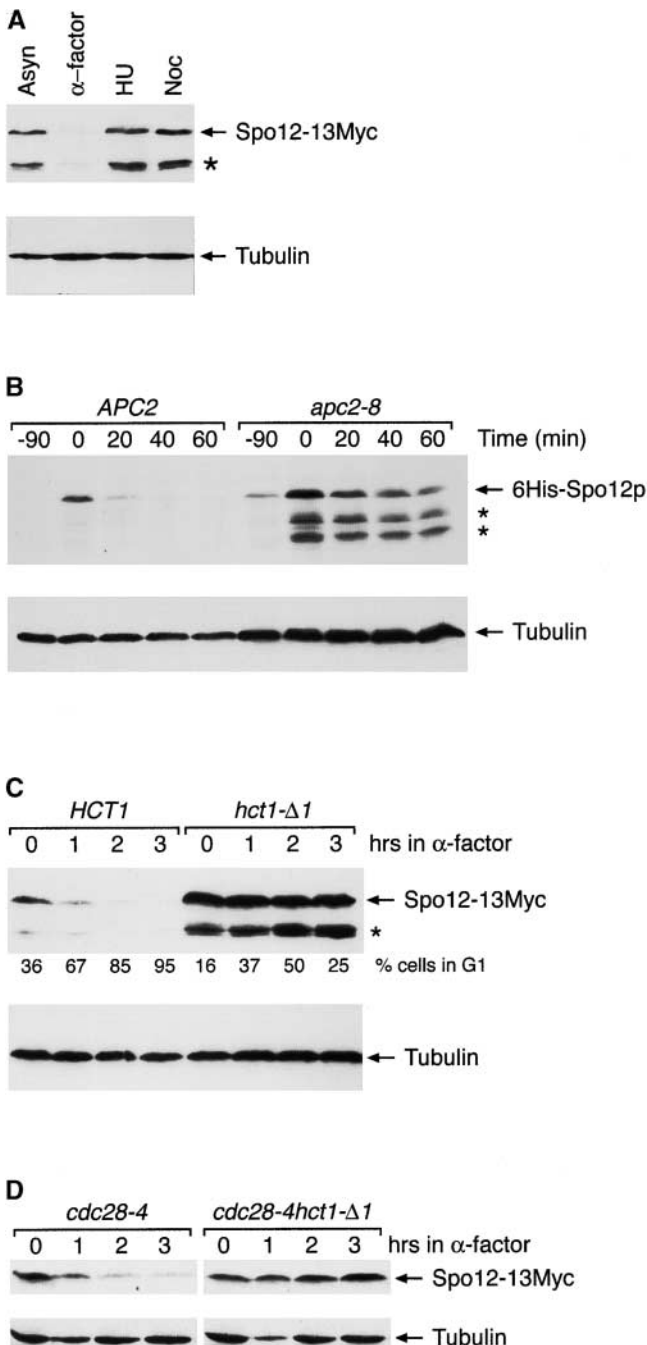 A
Asyn α–factor HU Noc
← Spo12-13Myc
*
← Tubulin
B
APC2 apc2-8
-90 0 20 40 60 -90 0 20 40 60 Time (min)
← 6His-Spo12p
*
*
← Tubulin
C
HCT1 hct1-Δ1
0 1 2 3 0 1 2 3 hrs in α-factor
← Spo12-13Myc
*
36 67 85 95 16 37 50 25 % cells in G1
← Tubulin
D
cdc28-4 cdc28-4hct1-Δ1
0 1 2 3 0 1 2 3 hrs in α-factor
← Spo12-13Myc
← Tubulin